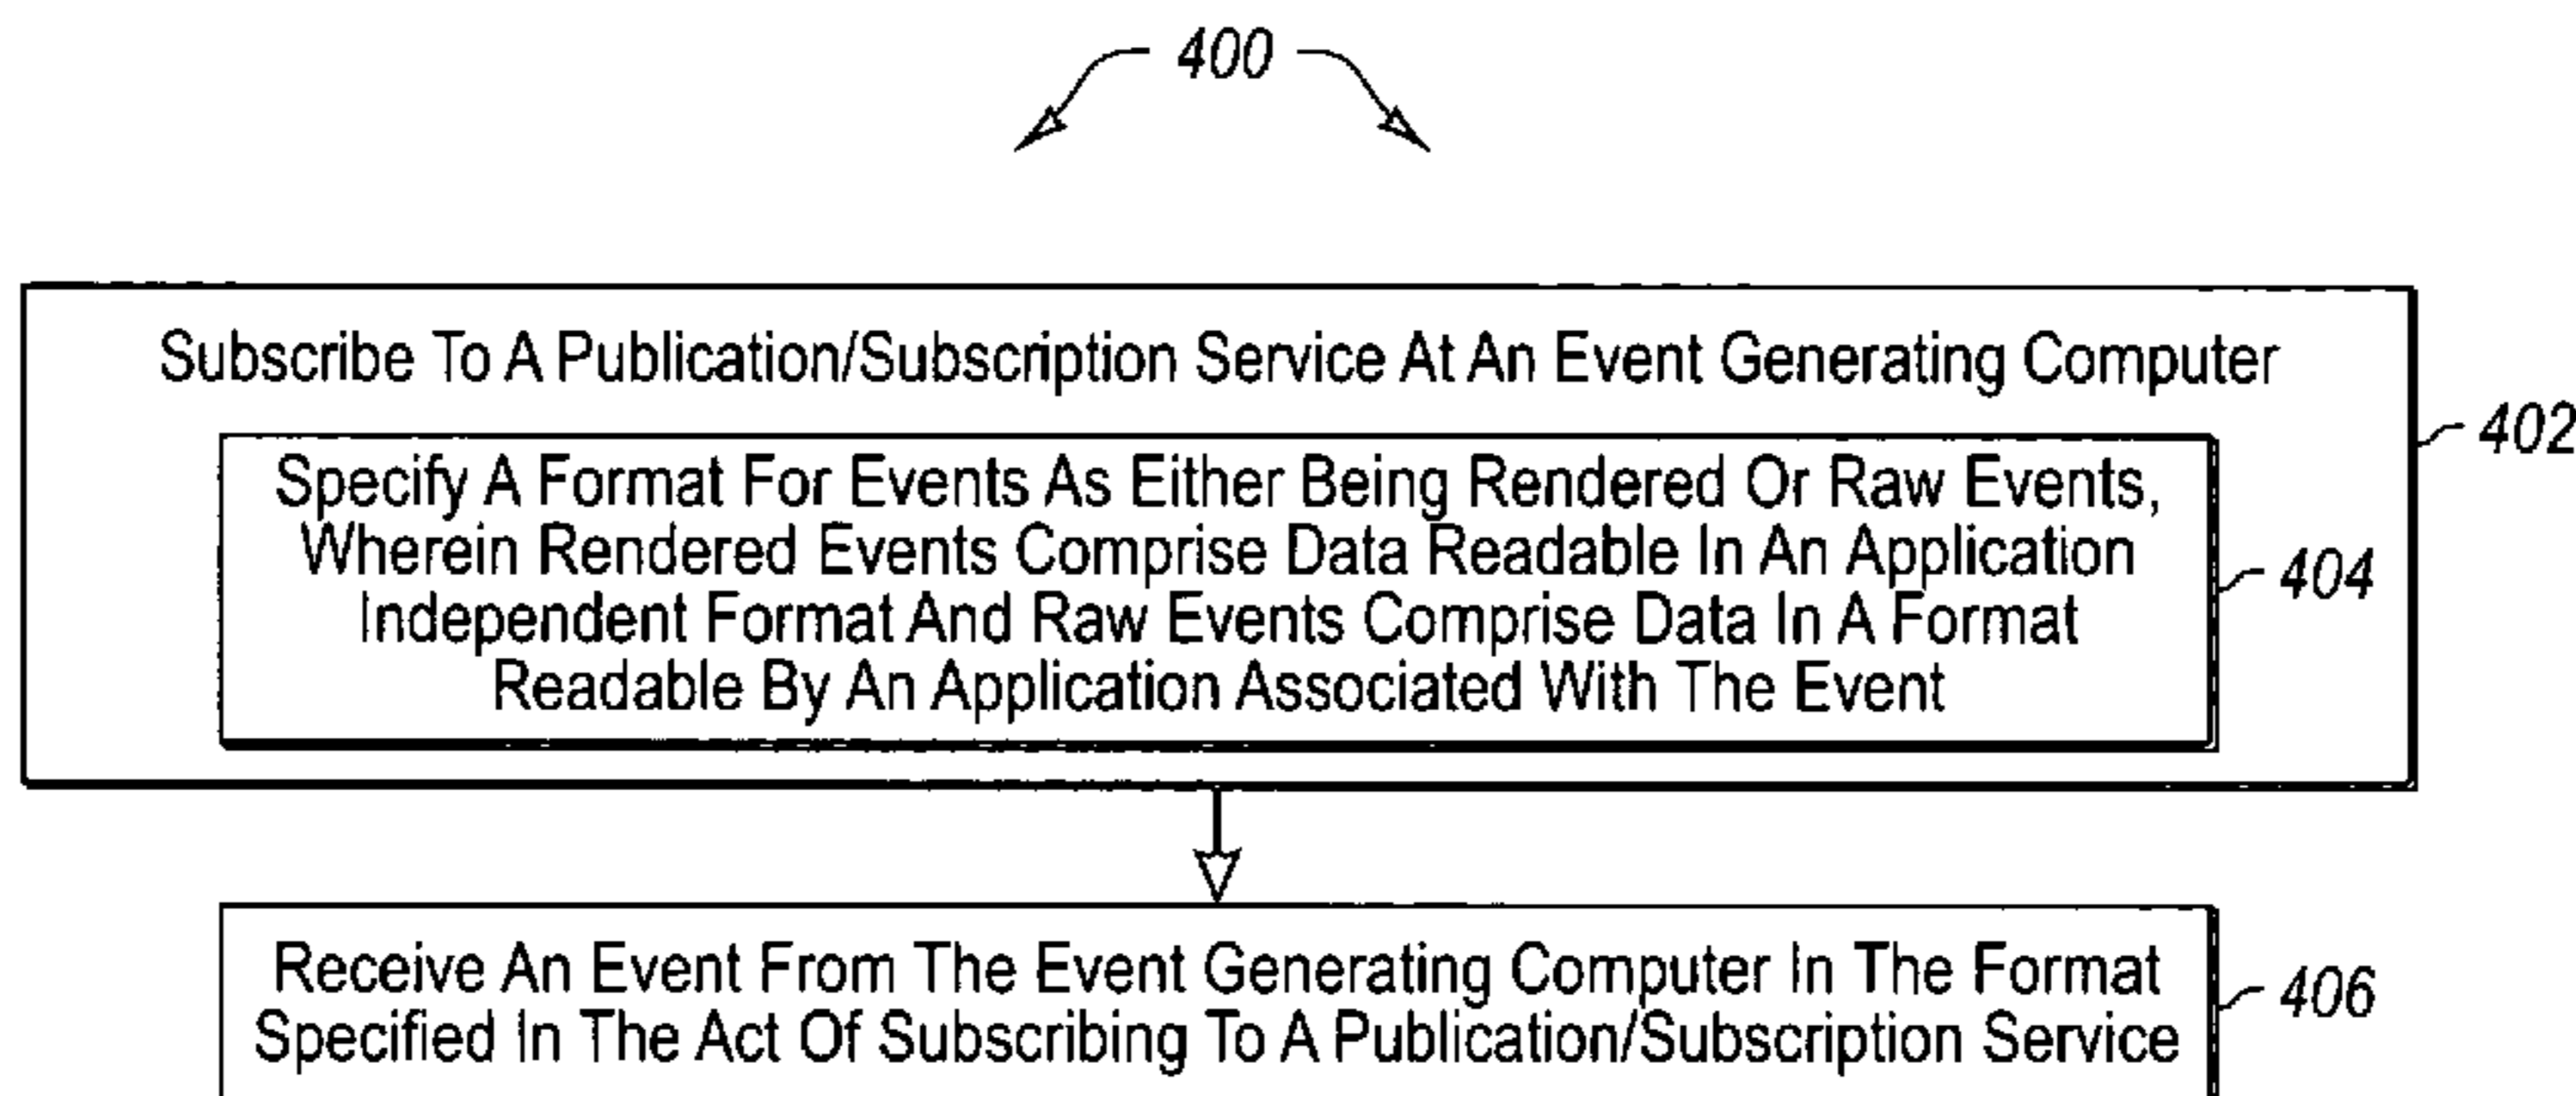 400
Subscribe To A Publication/Subscription Service At An Event Generating Computer
402
Specify A Format For Events As Either Being Rendered Or Raw Events,
Wherein Rendered Events Comprise Data Readable In An Application
Independent Format And Raw Events Comprise Data In A Format
Readable By An Application Associated With The Event
404
Receive An Event From The Event Generating Computer In The Format
Specified In The Act Of Subscribing To A Publication/Subscription Service
406